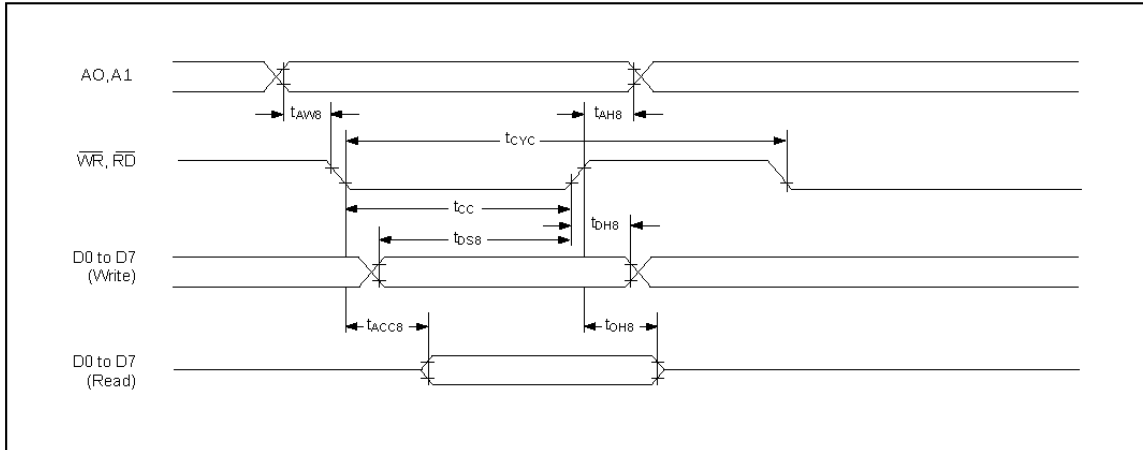 AO,A1
tAW8
tAH8
tCYC
WR, RD
tCC
tDH8
tDS8
D0 to D7
(Write)
tACC8
tOH8
D0 to D7
(Read)